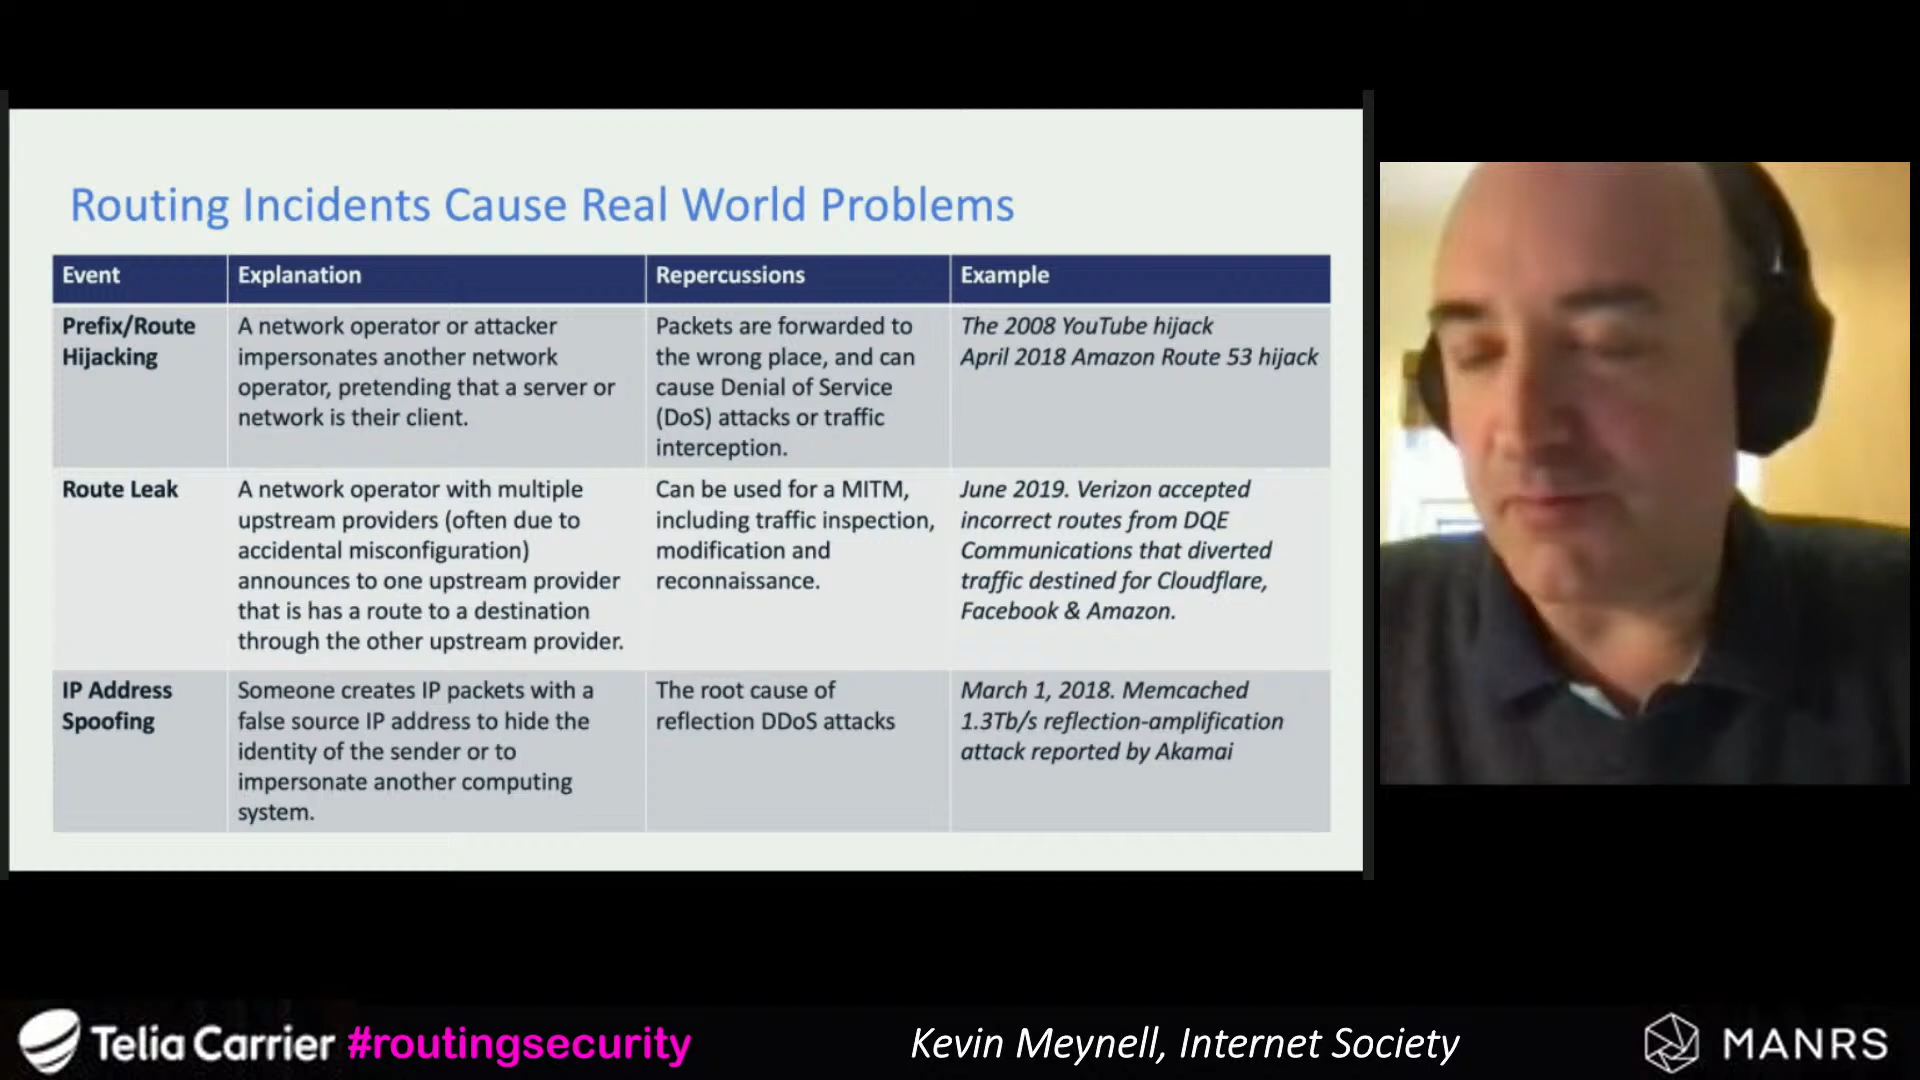 Routing Incidents Cause Real World Problems
Event
Explanation
Repercussions
Example
Prefix/Route
Hijacking
A network operator or attacker
impersonates another network
operator, pretending that a server or
network is their client.
Packets are forwarded to
the wrong place, and can
cause Denial of Service
(DoS) attacks or traffic
interception.
The 2008 YouTube hijack
April 2018 Amazon Route 53 hijack
Route Leak
A network operator with multiple
upstream providers (often due to
accidental misconfiguration)
announces to one upstream provider
that is has a route to a destination
through the other upstream provider.
Can be used for a MITM,
including traffic inspection,
modification and
reconnaissance.
June 2019. Verizon accepted
incorrect routes from DQE
Communications that diverted
traffic destined for Cloudflare,
Facebook & Amazon.
IP Address
Spoofing
Someone creates IP packets with a
false source IP address to hide the
identity of the sender or to
impersonate another computing
system.
The root cause of
reflection DDoS attacks
March 1, 2018. Memcached
1.3Tb/s reflection-amplification
attack reported by Akamai
Telia Carrier #routingsecurity
Kevin Meynell, Internet Society
MANRS